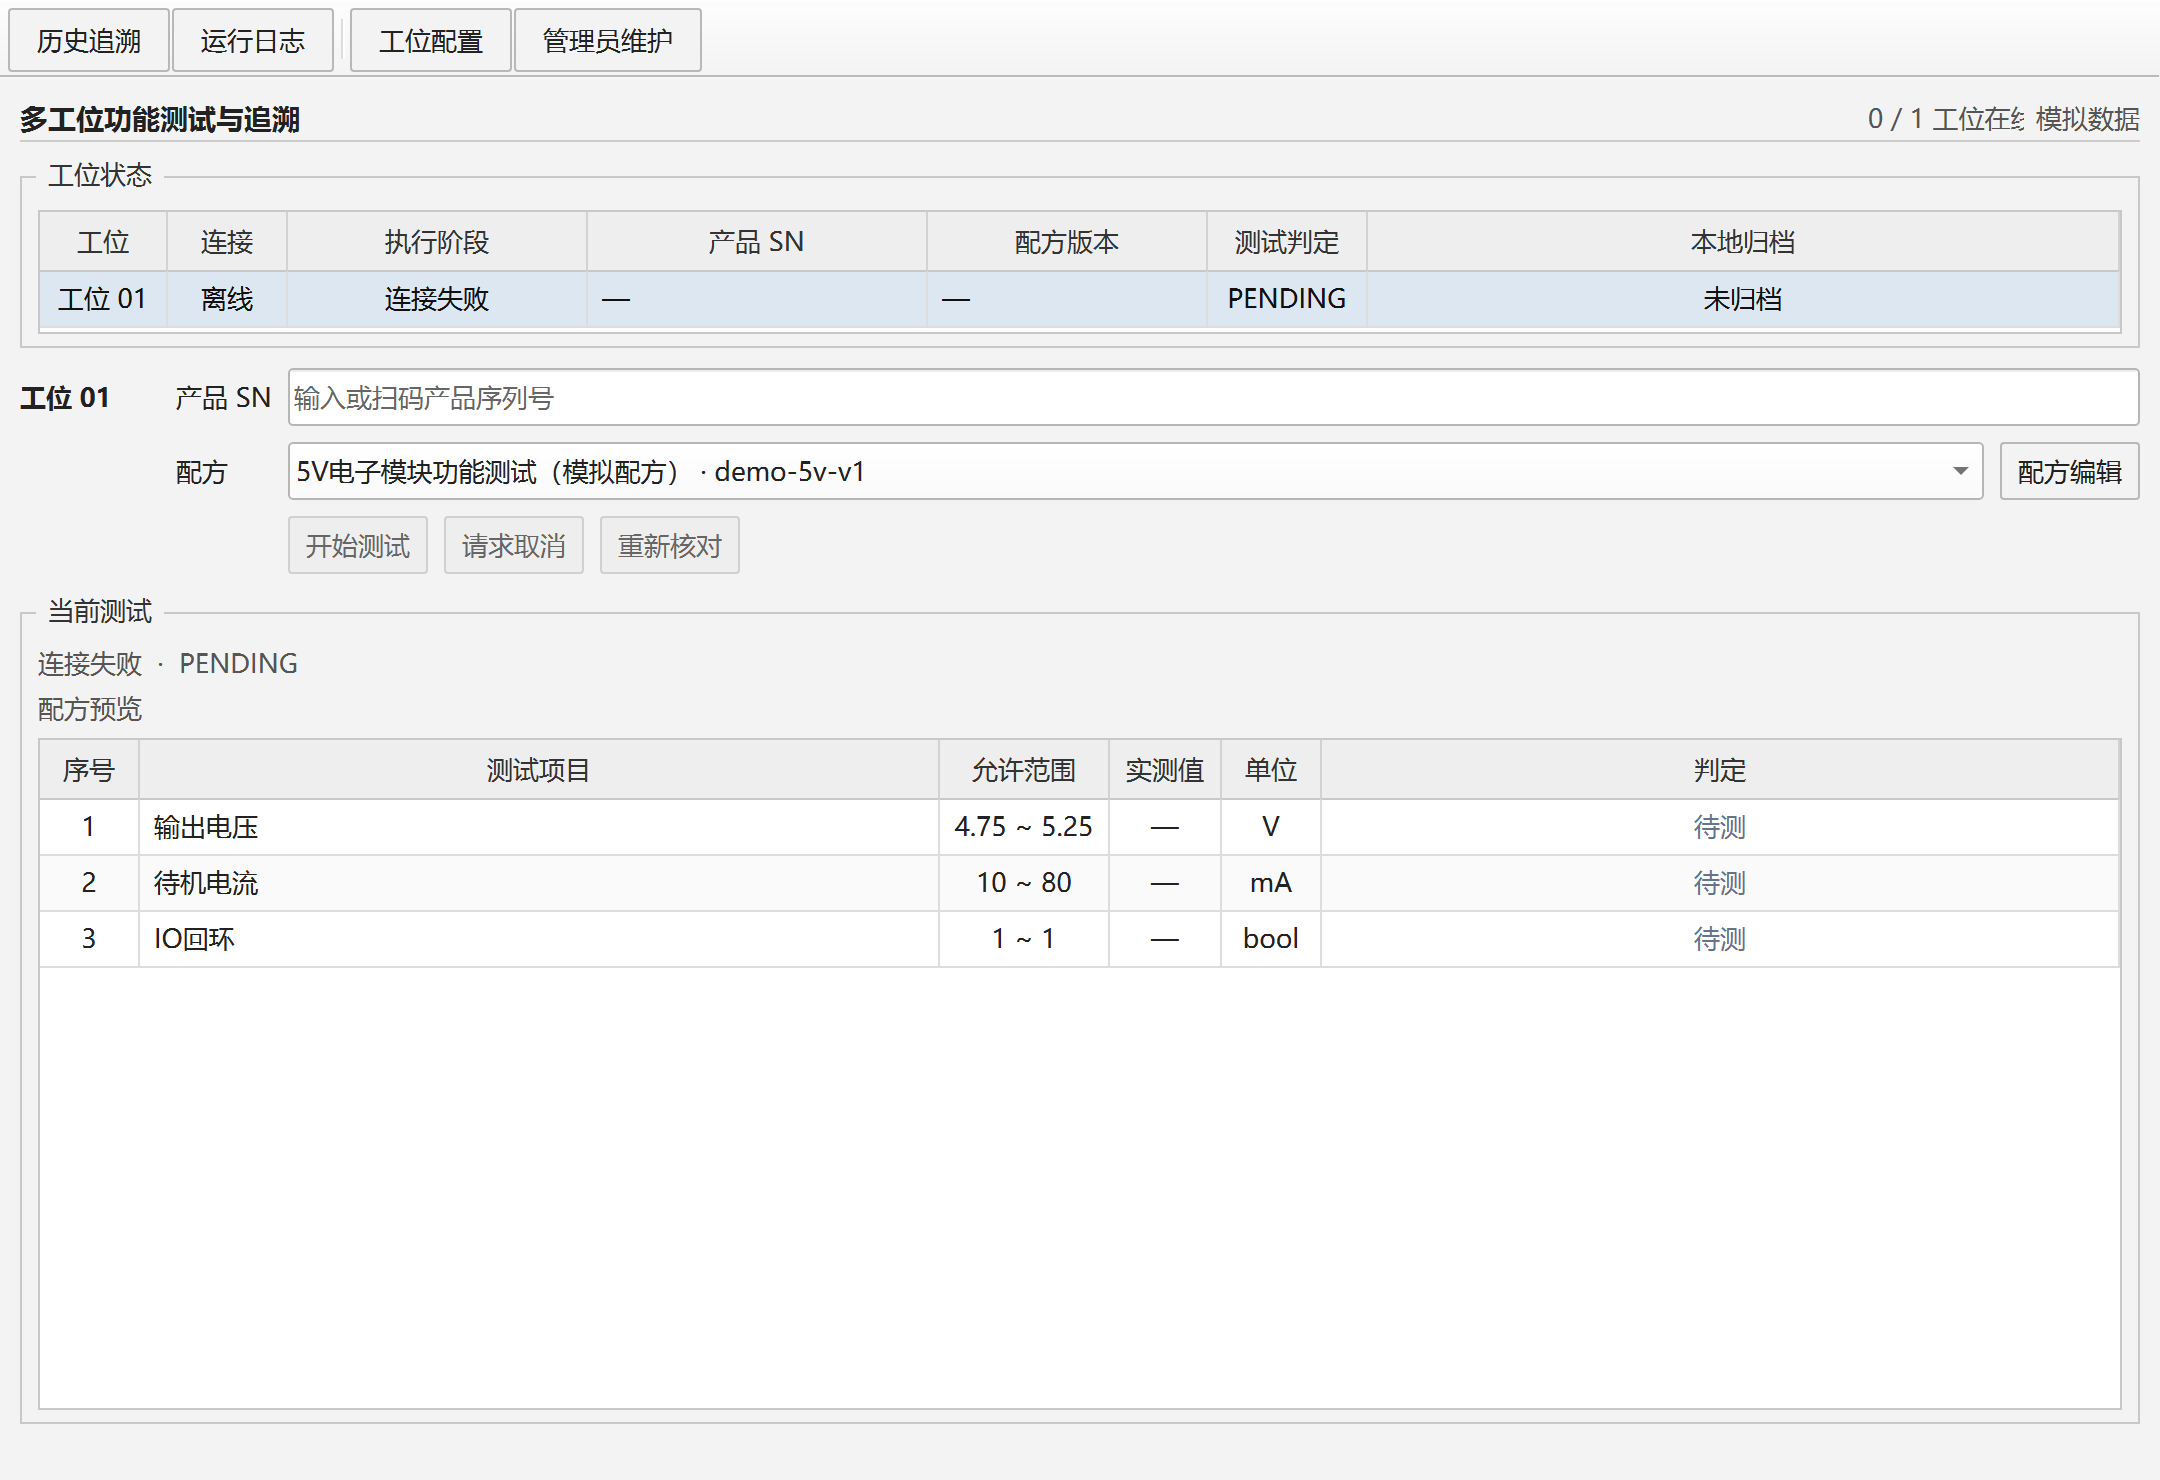 历史追溯 运行日志 工位配置 管理员维护
多工位功能测试与追溯 0 / 1 工位在线 模拟数据
工位状态
工位 连接 执行阶段 产品 SN 配方版本 测试判定 本地归档
工位 01 离线 连接失败 — — PENDING 未归档
工位 01 产品 SN 输入或扫码产品序列号
配方 5V电子模块功能测试（模拟配方） · demo-5v-v1 配方编辑
开始测试 请求取消 重新核对
当前测试
连接失败 · PENDING
配方预览
序号 测试项目 允许范围 实测值 单位 判定
1 输出电压 4.75 ~ 5.25 — V 待测
2 待机电流 10 ~ 80 — mA 待测
3 IO回环 1 ~ 1 — bool 待测